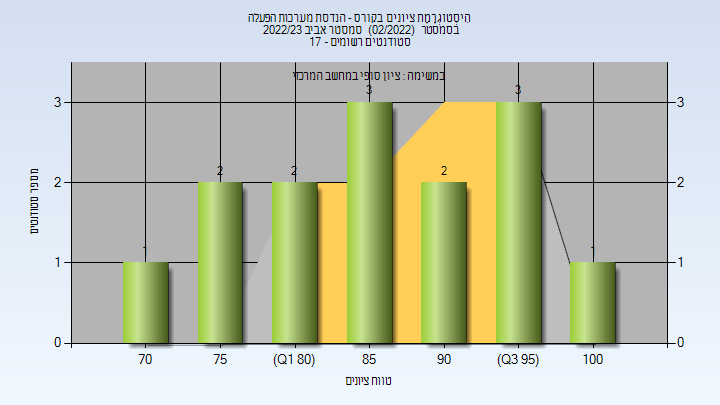 היסטוגרמת ציונים בקורס - הנדסת מערכות הפעלה
בסמסטר (02/2022) סמסטר אביב 2022/23
סטודנטים רשומים - 17
במשימה : ציון סופי במחשב המרכזי
מספר סטודנטים
3
2
1
0
3
2
1
0
1
2
2
3
2
3
1
70
75
(Q1 80)
85
90
(Q3 95)
100
טווח ציונים